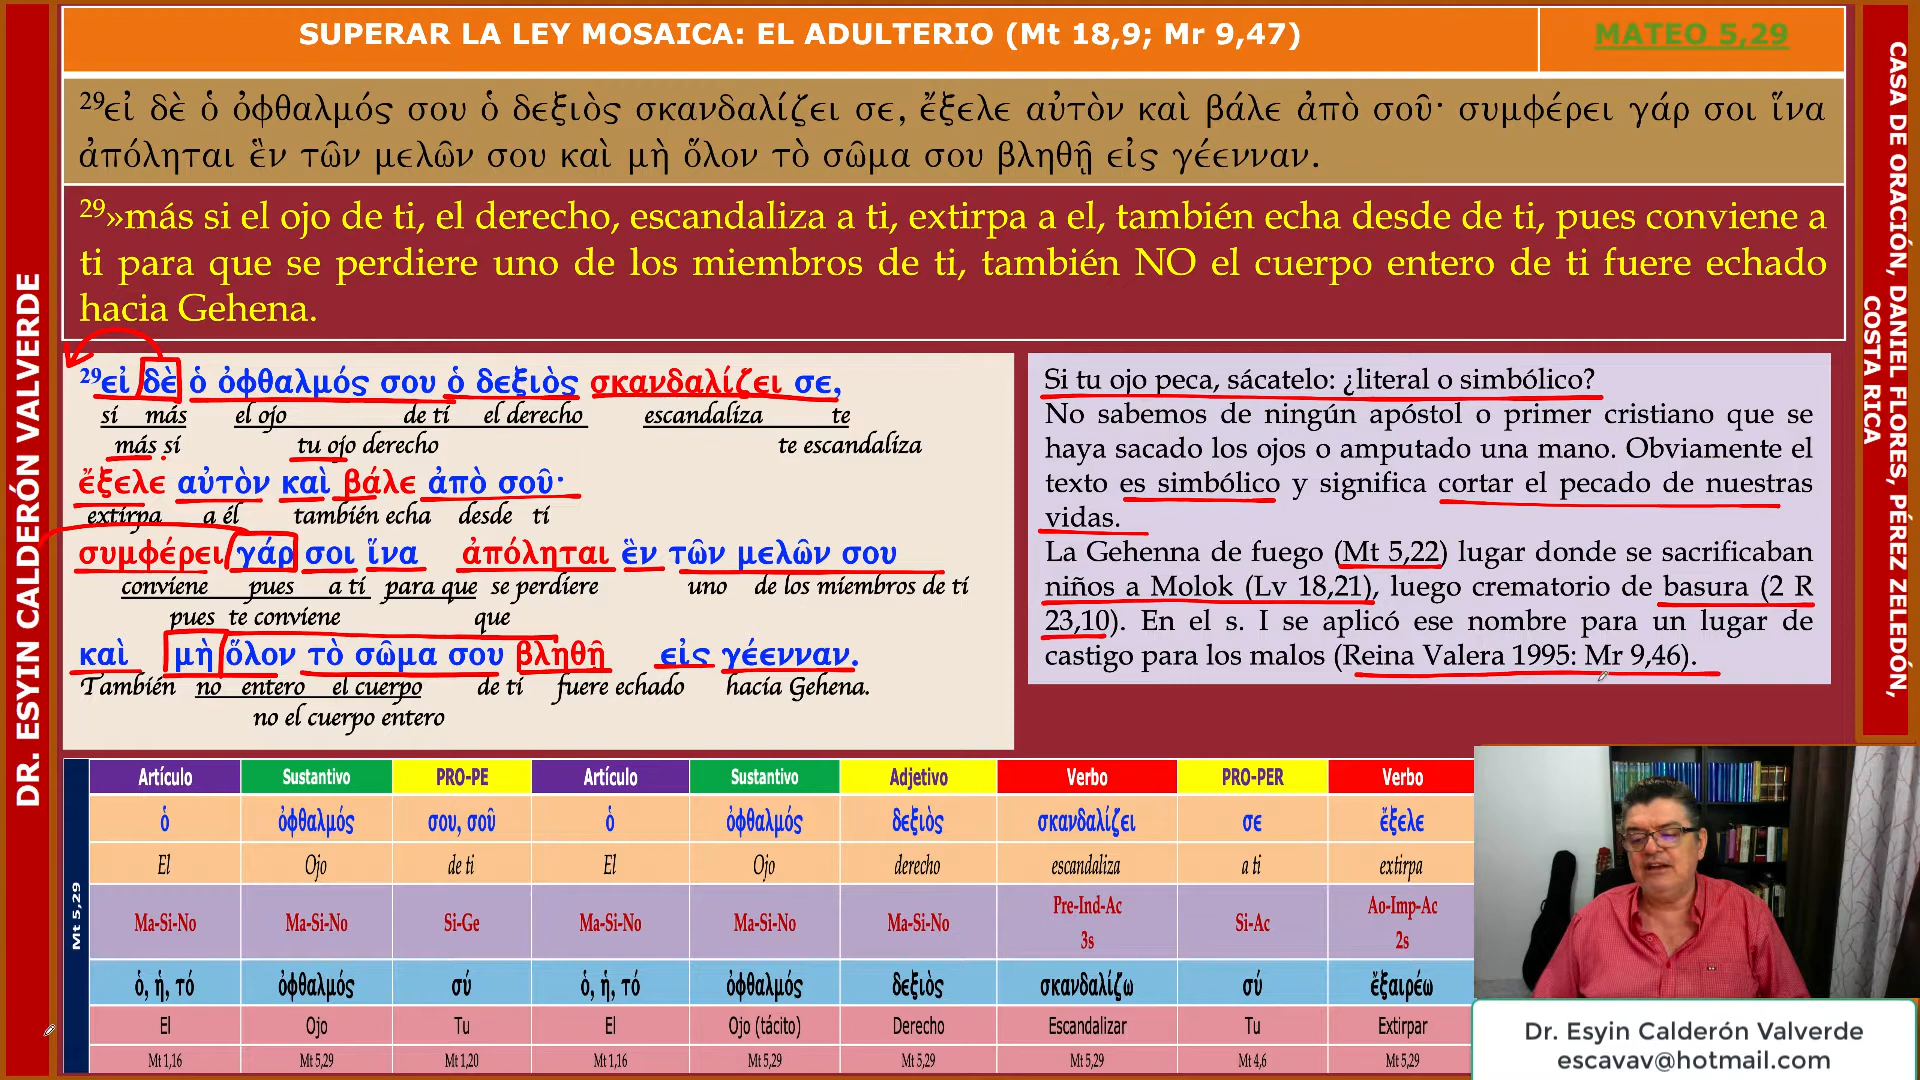 SUPERAR LA LEY MOSAICA: EL ADULTERIO (Mt 18,9; Mr 9,47)
MATEO 5,29
29εἰ δὲ ὁ ὀφθαλμός σου ὁ δεξιὸς σκανδαλίζει σε, ἔξελε αὐτὸν καὶ βάλε ἀπὸ σοῦ· συμφέρει γάρ σοι ἵνα
ἀπόληται ἓν τῶν μελῶν σου καὶ μὴ ὅλον τὸ σῶμα σου βληθῇ εἰς γέενναν.
29»más si el ojo de ti, el derecho, escandaliza a ti, extirpa a el, también echa desde de ti, pues conviene a
ti para que se perdiere uno de los miembros de ti, también NO el cuerpo entero de ti fuere echado
hacia Gehena.
29εἰ δὲ ὁ ὀφθαλμός σου ὁ δεξιὸς σκανδαλίζει σε,
si más el ojo de ti el derecho escandaliza te
más si tu ojo derecho te escandaliza
ἔξελε αὐτὸν καὶ βάλε ἀπὸ σοῦ·
extirpa a él también echa desde ti
συμφέρει γάρ σοι ἵνα ἀπόληται ἓν τῶν μελῶν σου
conviene pues a ti para que se perdiere uno de los miembros de ti
pues te conviene que
καὶ μὴ ὅλον τὸ σῶμα σου βληθῇ εἰς γέενναν.
También no entero el cuerpo de ti fuere echado hacia Gehena.
no el cuerpo entero
Si tu ojo peca, sácatelo: ¿literal o simbólico?
No sabemos de ningún apóstol o primer cristiano que se
haya sacado los ojos o amputado una mano. Obviamente el
texto es simbólico y significa cortar el pecado de nuestras
vidas.
La Gehenna de fuego (Mt 5,22) lugar donde se sacrificaban
niños a Molok (Lv 18,21), luego crematorio de basura (2 R
23,10). En el s. I se aplicó ese nombre para un lugar de
castigo para los malos (Reina Valera 1995: Mr 9,46).
Mt 5,29
Artículo Sustantivo PRO-PE Artículo Sustantivo Adjetivo Verbo PRO-PER Verbo
ὁ ὀφθαλμός σου, σοῦ ὁ ὀφθαλμός δεξιὸς σκανδαλίζει σε ἔξελε
El Ojo de ti El Ojo derecho escandaliza a ti extirpa
Ma-Si-No Ma-Si-No Si-Ge Ma-Si-No Ma-Si-No Ma-Si-No Pre-Ind-Ac 3s Si-Ac Ao-Imp-Ac 2s
ὁ, ἡ, τό ὀφθαλμός σύ ὁ, ἡ, τό ὀφθαλμός δεξιὸς σκανδαλίζω σύ ἔξαιρέω
El Ojo Tu El Ojo (tácito) Derecho Escandalizar Tu Extirpar
Mt 1,16 Mt 5,29 Mt 1,20 Mt 1,16 Mt 5,29 Mt 5,29 Mt 5,29 Mt 4,6 Mt 5,29
DR. ESYIN CALDERÓN VALVERDE
CASA DE ORACIÓN, DANIEL FLORES, PÉREZ ZELEDÓN,
COSTA RICA
Dr. Esyin Calderón Valverde
escavav@hotmail.com